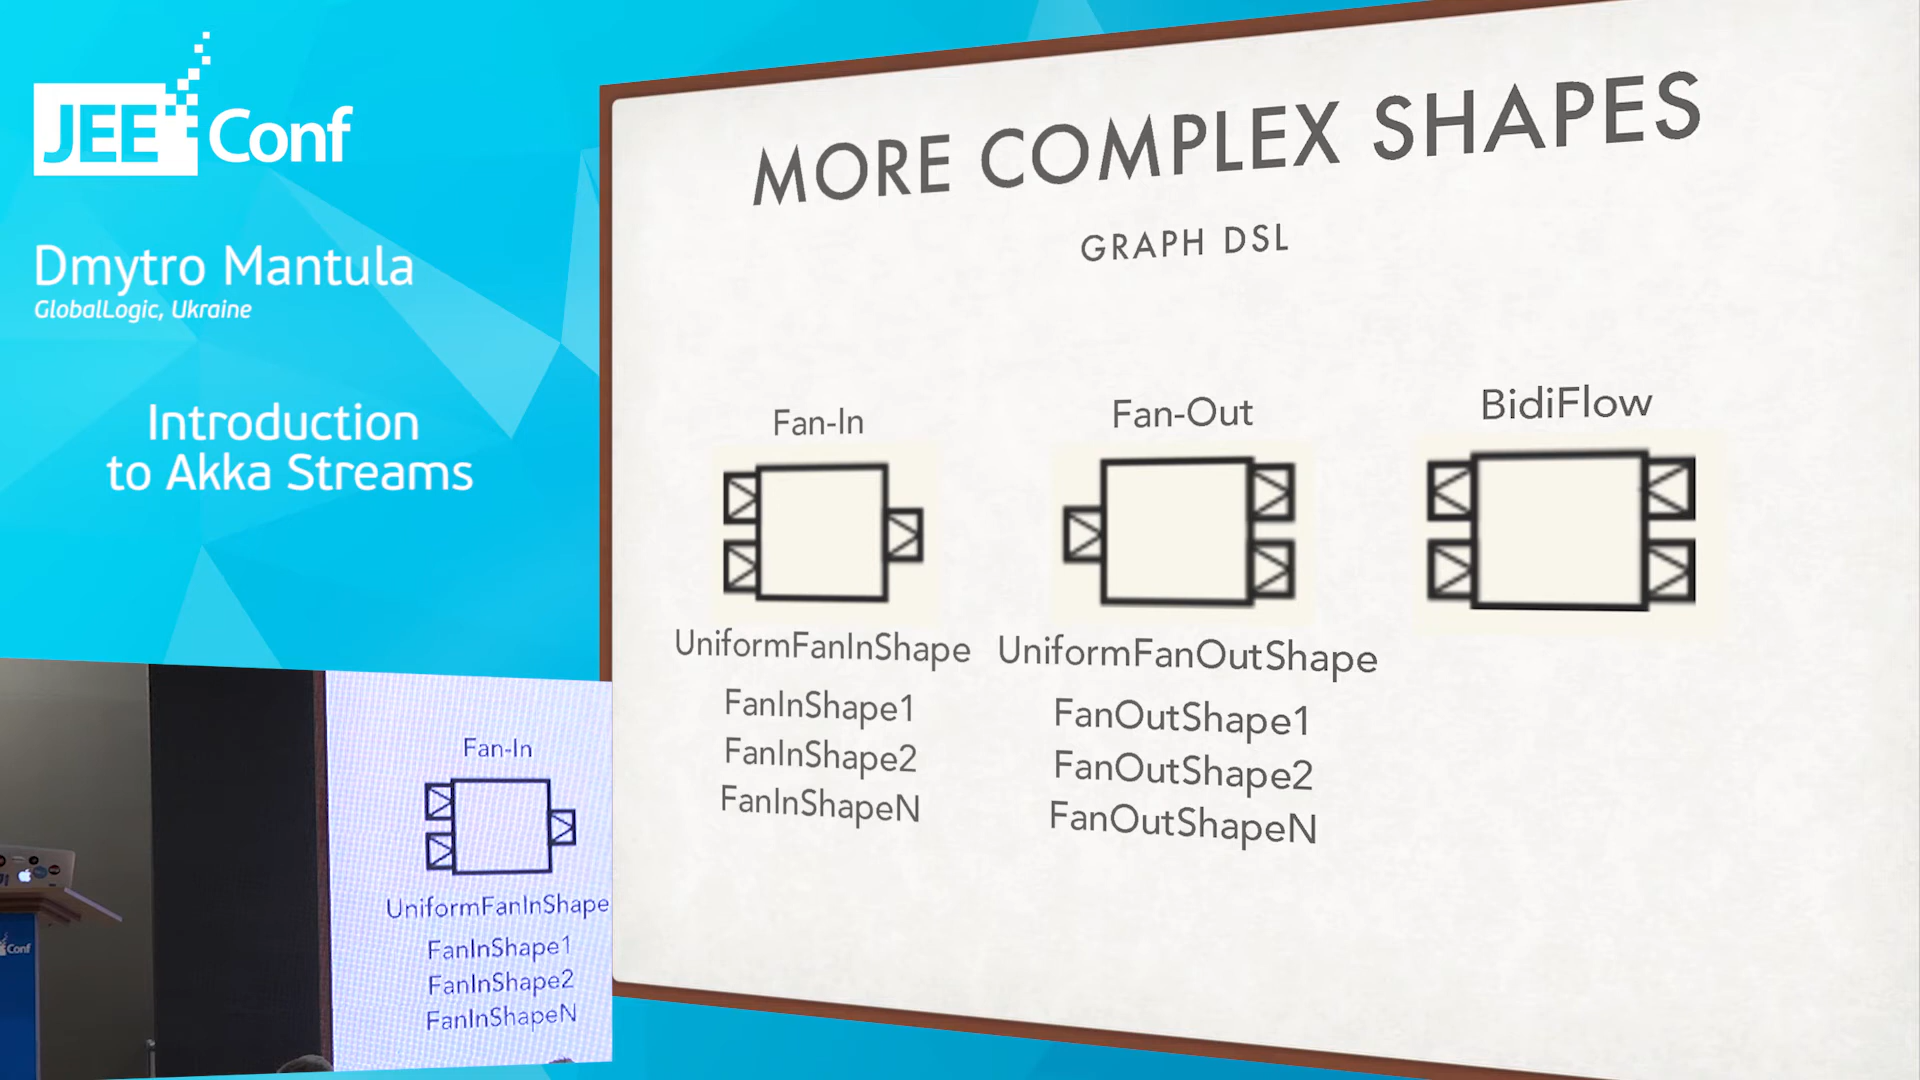 JEE Conf
Dmytro Mantula
GlobalLogic, Ukraine
Introduction
to Akka Streams
MORE COMPLEX SHAPES
GRAPH DSL
Fan-In
Fan-Out
BidiFlow
UniformFanInShape
UniformFanOutShape
FanInShape1
FanInShape2
FanInShapeN
FanOutShape1
FanOutShape2
FanOutShapeN
Fan-In
UniformFanInShape
FanInShape1
FanInShape2
FanInShapeN
Conf